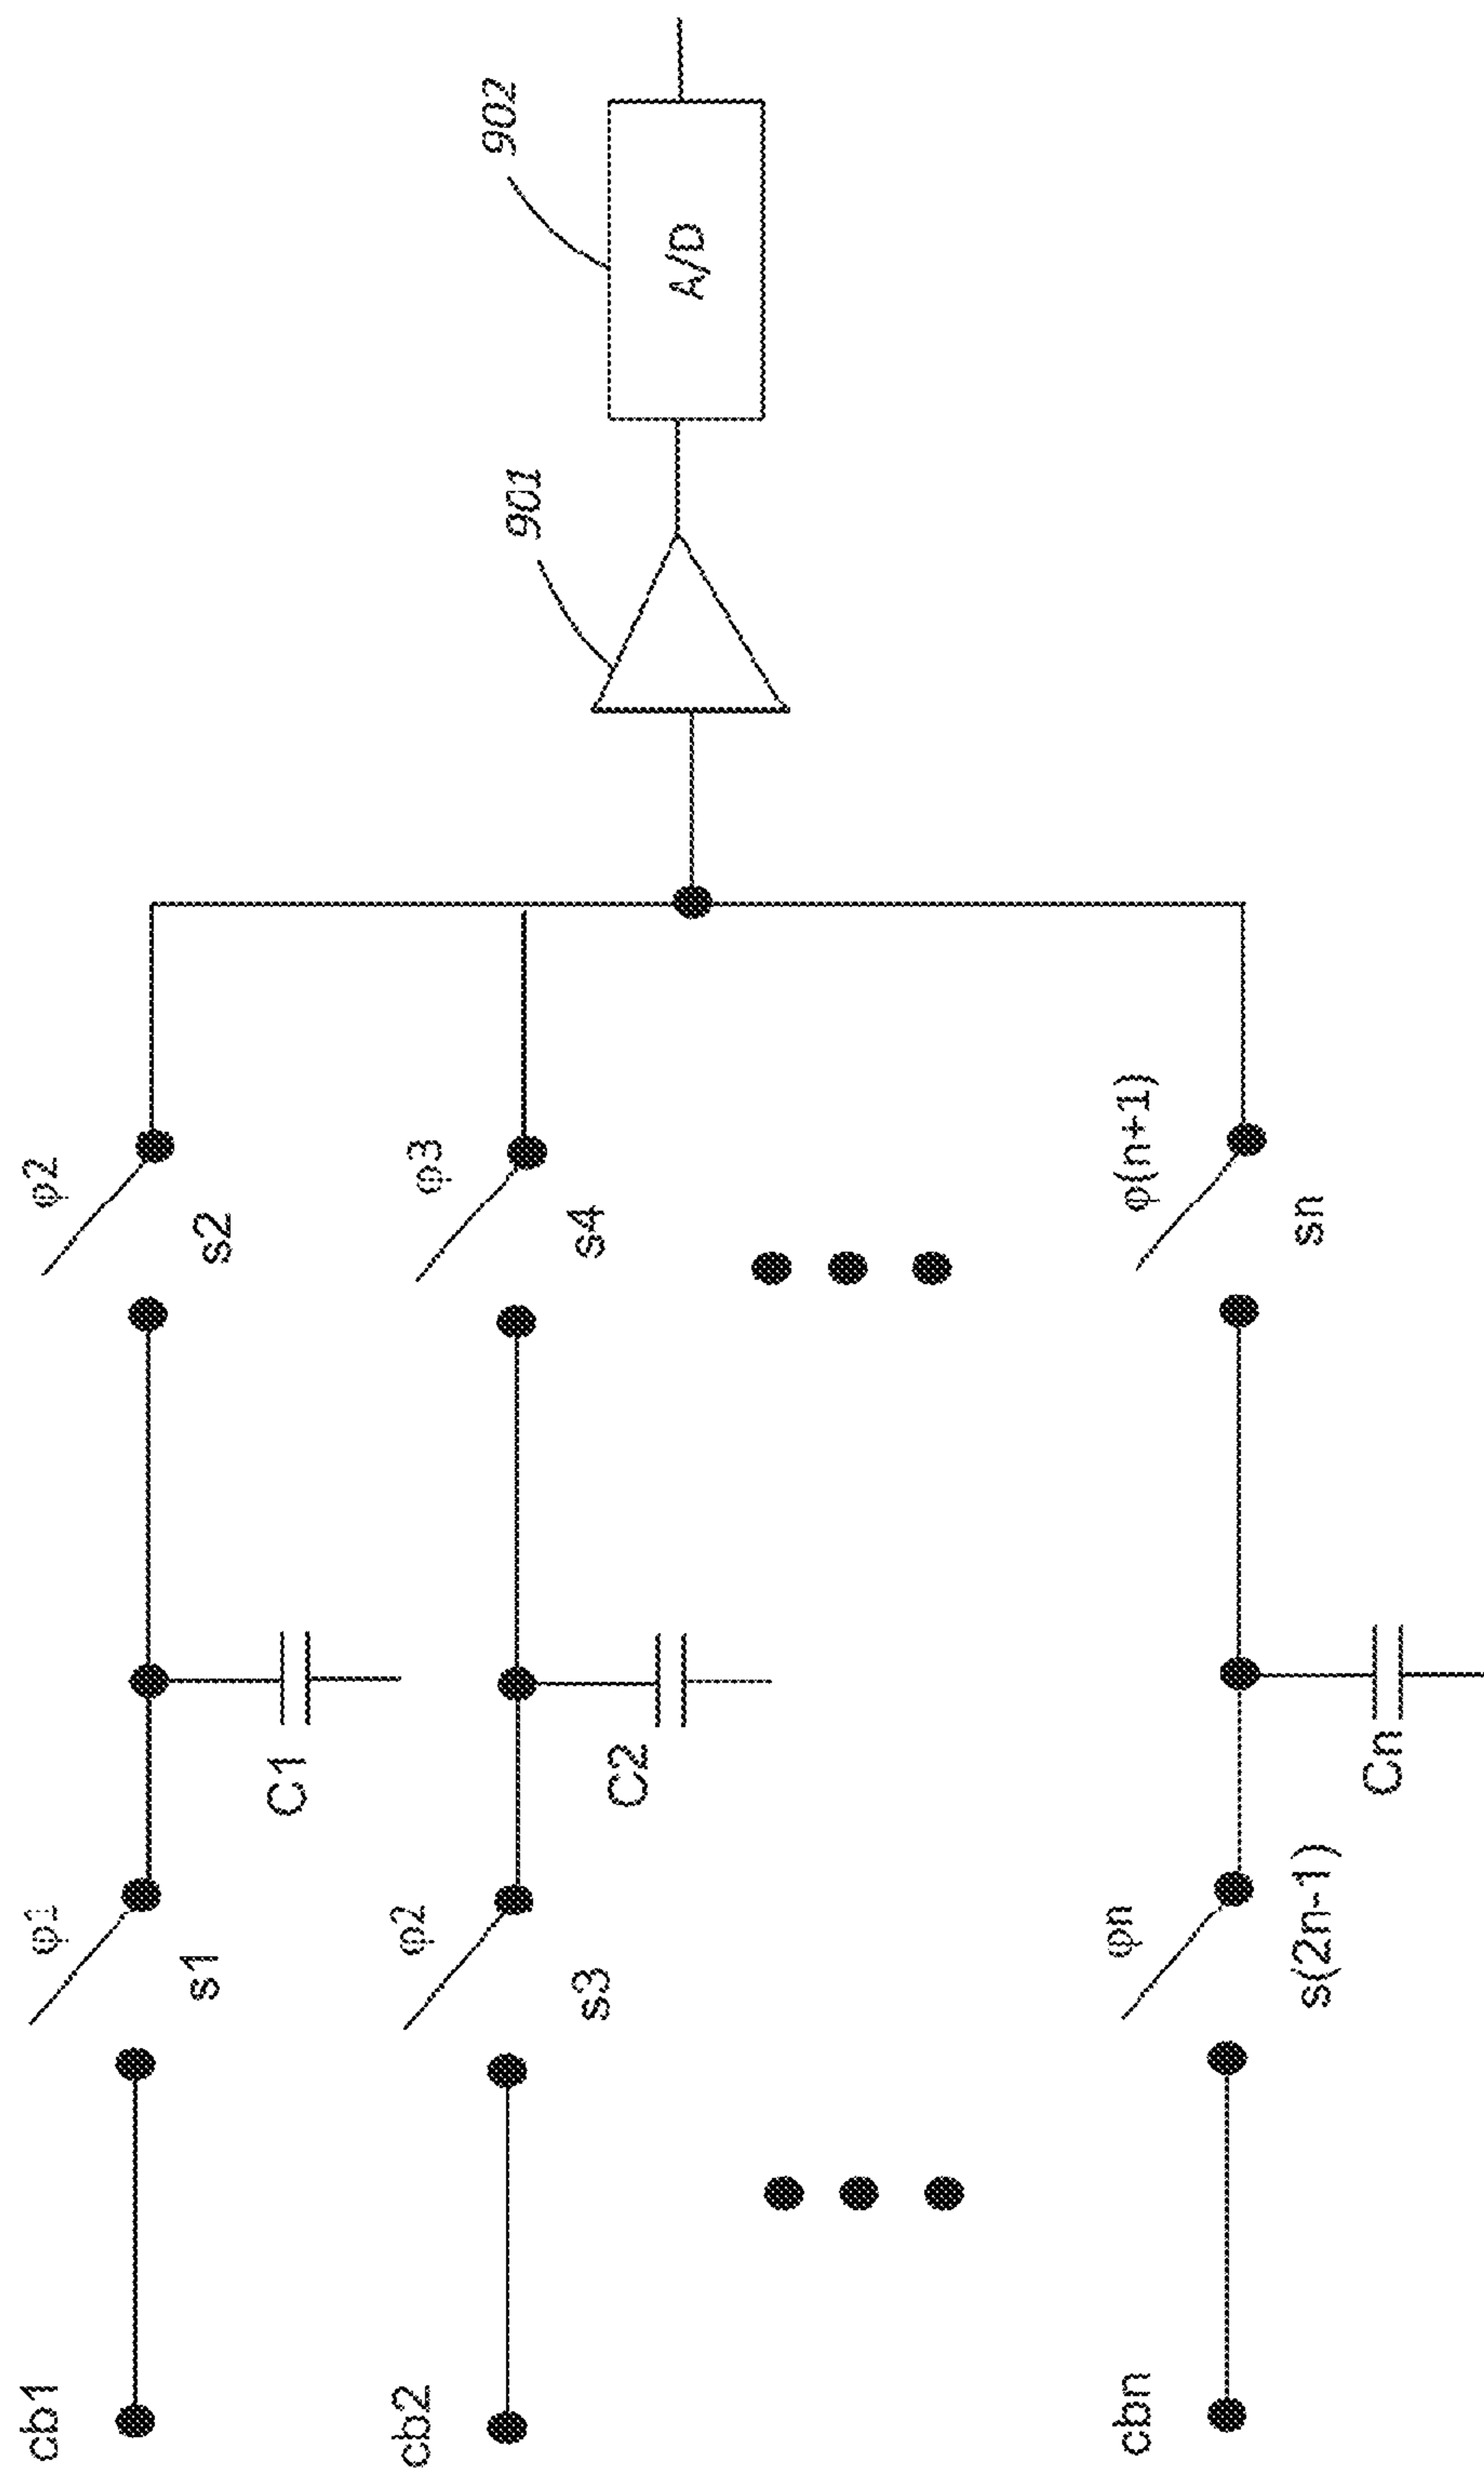 cb1
φ1
s1
C1
φ2
s2
cb2
φ2
s3
C2
φ3
s4
901
902
A/D
cbn
φn
s(2n-1)
Cn
φ(n+1)
sn